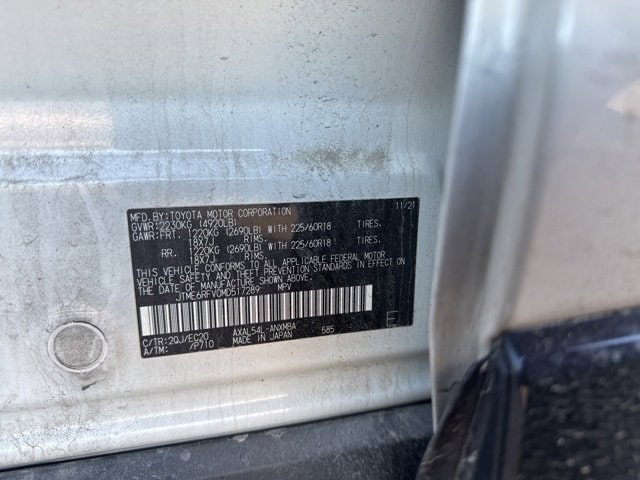 MFD.BY:TOYOTA MOTOR CORPORATION 11/21
GVWR:2230KG (4920LB)
GAWR:FRT. 1220KG (2690LB) WITH 225/60R18 TIRES.
18X7J RIMS.
RR. 1220KG (2690LB) WITH 225/60R18 TIRES.
18X7J RIMS.
THIS VEHICLE CONFORMS TO ALL APPLICABLE FEDERAL MOTOR
VEHICLE SAFETY AND THEFT PREVENTION STANDARDS IN EFFECT ON
THE DATE OF MANUFACTURE SHOWN ABOVE.
JTME6RFV0MD517289 MPV
C/TR:2QJ/EC20 AXAL54L-ANXMBA 585
A/TM: /P710 MADE IN JAPAN
E